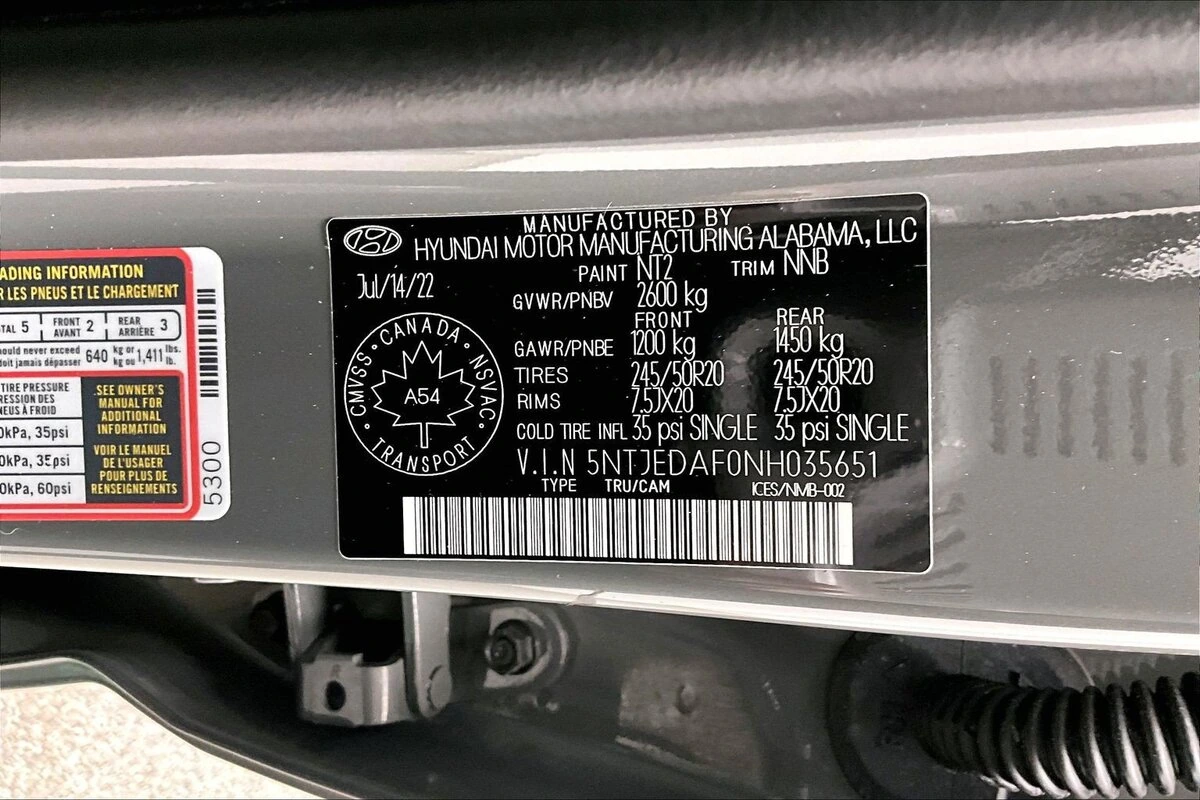 ADING INFORMATION
R LES PNEUS ET LE CHARGEMENT
TAL 5 FRONT AVANT 2 REAR ARRIÈRE 3
ould never exceed 640 kg or 1,411 lbs.
doit jamais dépasser kg ou lb.
TIRE PRESSURE
RESSION DES
NEUS À FROID
0kPa, 35psi
0kPa, 35psi
0kPa, 60psi
SEE OWNER'S
MANUAL FOR
ADDITIONAL
INFORMATION
VOIR LE MANUEL
DE L'USAGER
POUR PLUS DE
RENSEIGNEMENTS
5300
MANUFACTURED BY
HYUNDAI MOTOR MANUFACTURING ALABAMA, LLC
Jul/14/22
PAINT NT2 TRIM NNB
GVWR/PNBV 2600 kg
FRONT REAR
GAWR/PNBE 1200 kg 1450 kg
TIRES 245/50R20 245/50R20
RIMS 7.5JX20 7.5JX20
COLD TIRE INFL 35 psi SINGLE 35 psi SINGLE
V.I.N 5NTJEDAF0NH035651
TYPE TRU/CAM ICES/NMB-002
CMVSS • CANADA • NSVAC • TRANSPORT •
A54